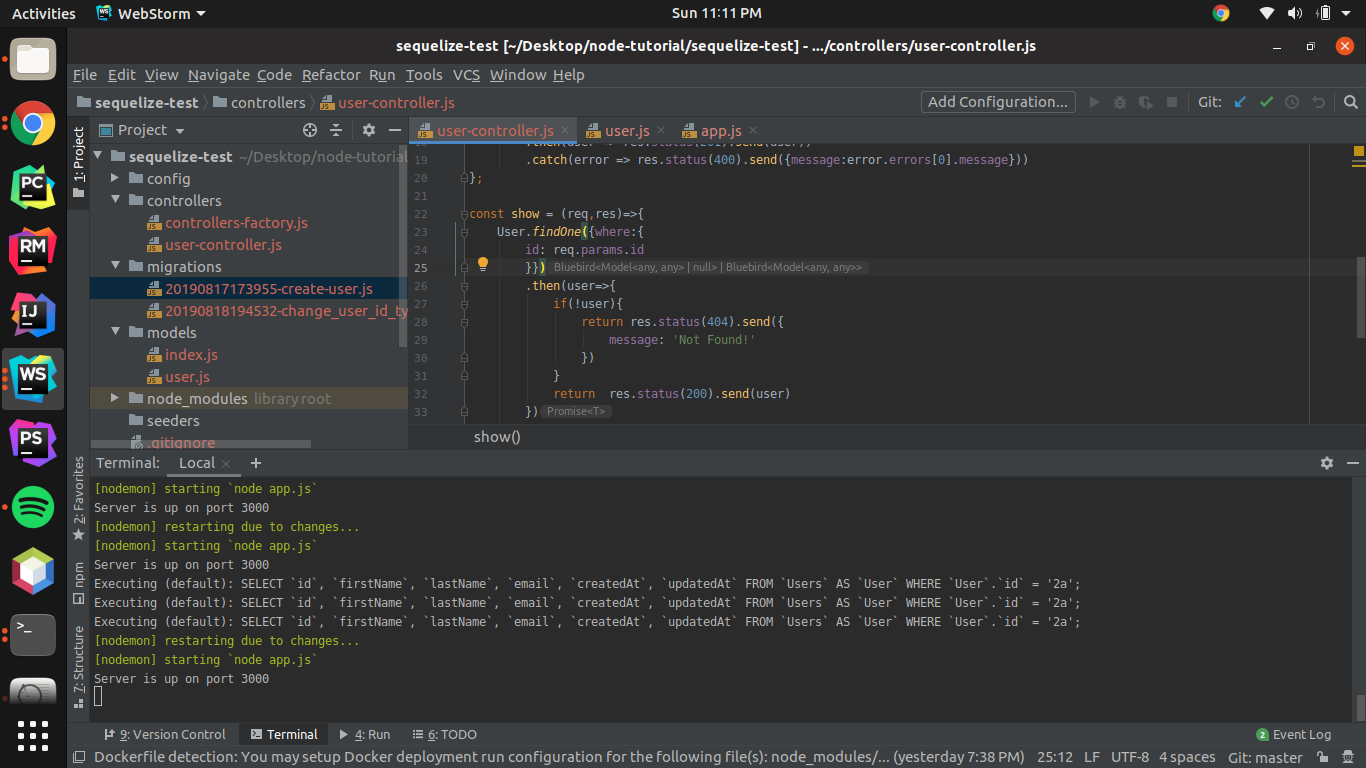 Activities WebStorm Sun 11:11 PM
sequelize-test [~/Desktop/node-tutorial/sequelize-test] - .../controllers/user-controller.js
File Edit View Navigate Code Refactor Run Tools VCS Window Help
sequelize-test controllers user-controller.js Add Configuration... Git:
1: Project
Project
sequelize-test ~/Desktop/node-tutorial
config
controllers
controllers-factory.js
user-controller.js
migrations
20190817173955-create-user.js
20190818194532-change_user_id_ty
models
index.js
user.js
node_modules library root
seeders
.gitignore
user-controller.js user.js app.js
18 .then(user => res.status(201).send(user))
19 .catch(error => res.status(400).send({message:error.errors[0].message}))
20 };
21
22 const show = (req,res)=>{
23 User.findOne({where:{
24 id: req.params.id
25 }}) Bluebird<Model<any, any> | null> | Bluebird<Model<any, any>>
26 .then(user=>{
27 if(!user){
28 return res.status(404).send({
29 message: 'Not Found!'
30 })
31 }
32 return res.status(200).send(user)
33 }) Promise<T>
show()
2: Favorites
npm
7: Structure
Terminal: Local +
[nodemon] starting `node app.js`
Server is up on port 3000
[nodemon] restarting due to changes...
[nodemon] starting `node app.js`
Server is up on port 3000
Executing (default): SELECT `id`, `firstName`, `lastName`, `email`, `createdAt`, `updatedAt` FROM `Users` AS `User` WHERE `User`.`id` = '2a';
Executing (default): SELECT `id`, `firstName`, `lastName`, `email`, `createdAt`, `updatedAt` FROM `Users` AS `User` WHERE `User`.`id` = '2a';
Executing (default): SELECT `id`, `firstName`, `lastName`, `email`, `createdAt`, `updatedAt` FROM `Users` AS `User` WHERE `User`.`id` = '2a';
[nodemon] restarting due to changes...
[nodemon] starting `node app.js`
Server is up on port 3000
9: Version Control Terminal 4: Run 6: TODO 2 Event Log
Dockerfile detection: You may setup Docker deployment run configuration for the following file(s): node_modules/... (yesterday 7:38 PM) 25:12 LF UTF-8 4 spaces Git: master
PC
RM
IJ
WS
PS
>_